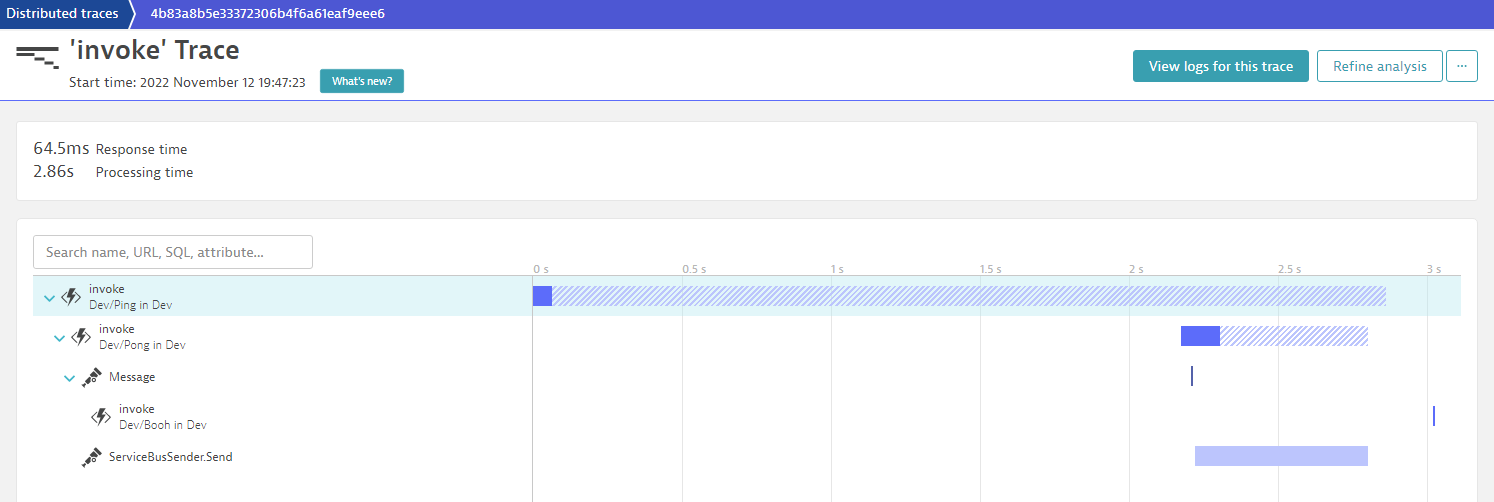 Distributed traces 4b83a8b5e33372306b4f6a61eaf9eee6
'invoke' Trace
Start time: 2022 November 12 19:47:23 What's new?
View logs for this trace Refine analysis ...
64.5ms Response time
2.86s Processing time
Search name, URL, SQL, attribute...
0 s 0.5 s 1 s 1.5 s 2 s 2.5 s 3 s
invoke
Dev/Ping in Dev
invoke
Dev/Pong in Dev
Message
invoke
Dev/Booh in Dev
ServiceBusSender.Send